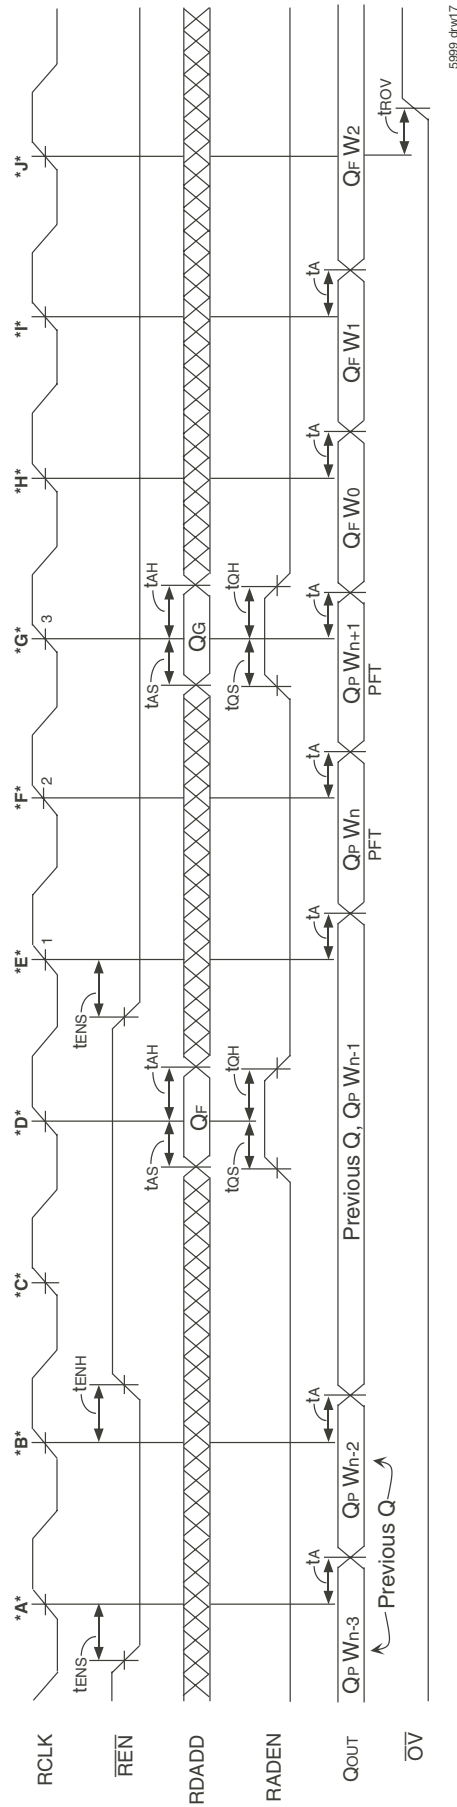 *A* *B* *C* *D* *E* *F* *G* *H* *I* *J*
RCLK 1 2 3
tENS tENH tENS
REN
tAS tAH tAS tAH
RDADD QF QG
tQS tQH tQS tQH
RADEN
tA tA tA tA tA tA tA
QOUT QP Wn-3 QP Wn-2 Previous Q, QP Wn-1 QP Wn QP Wn+1 QF W0 QF W1 QF W2
PFT PFT
Previous Q
tROV
OV
5999 drw17